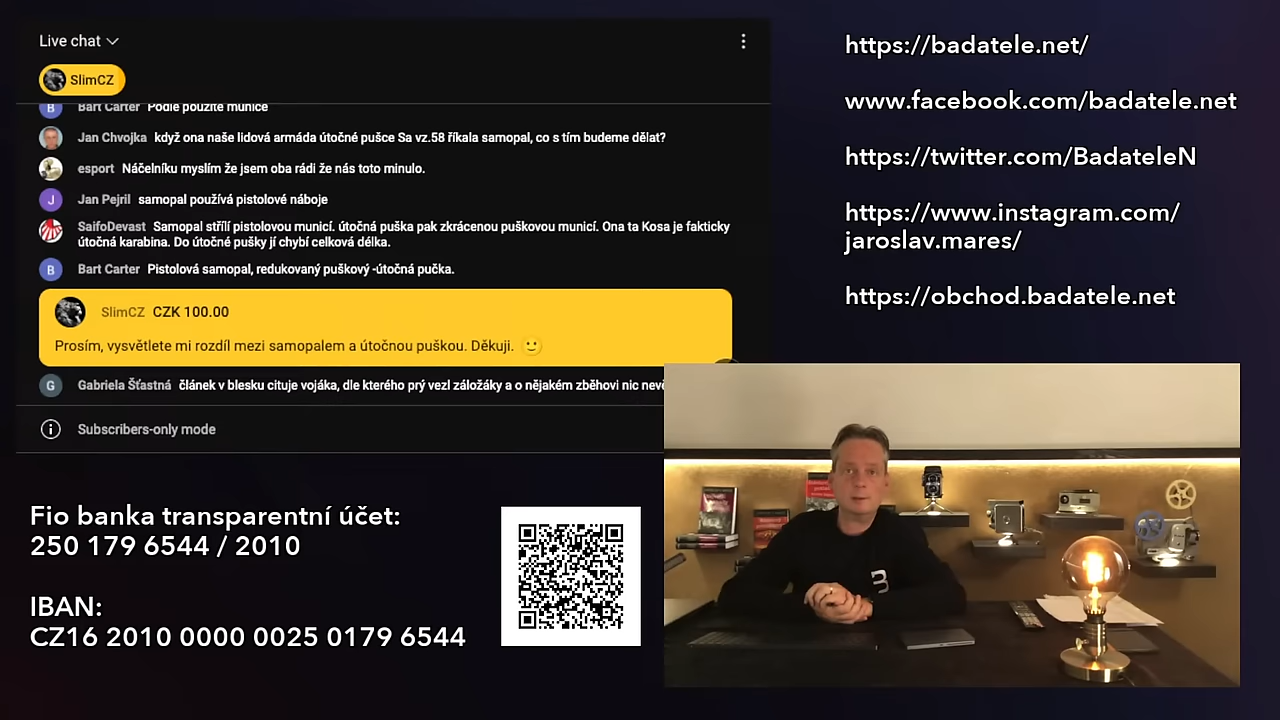 Live chat
SlimCZ
Bart Carter Podle použité munice
Jan Chvojka když ona naše lidová armáda útočné pušce Sa vz.58 říkala samopal, co s tím budeme dělat?
esport Náčelníku myslím že jsem oba rádi že nás toto minulo.
J
Jan Pejril samopal používá pistolové náboje
SaifoDevast Samopal střílí pistolovou municí. útočná puška pak zkrácenou puškovou municí. Ona ta Kosa je fakticky
útočná karabina. Do útočné pušky jí chybí celková délka.
B
Bart Carter Pistolová samopal, redukovaný puškový -útočná pučka.
SlimCZ CZK 100.00
Prosím, vysvětlete mi rozdíl mezi samopalem a útočnou puškou. Děkuji.
G
Gabriela Šťastná článek v blesku cituje vojáka, dle kterého prý vezl záložáky a o nějakém zběhovi nic
Subscribers-only mode
https://badatele.net/
www.facebook.com/badatele.net
https://twitter.com/BadateleN
https://www.instagram.com/
jaroslav.mares/
https://obchod.badatele.net
Fio banka transparentní účet:
250 179 6544 / 2010
IBAN:
CZ16 2010 0000 0025 0179 6544